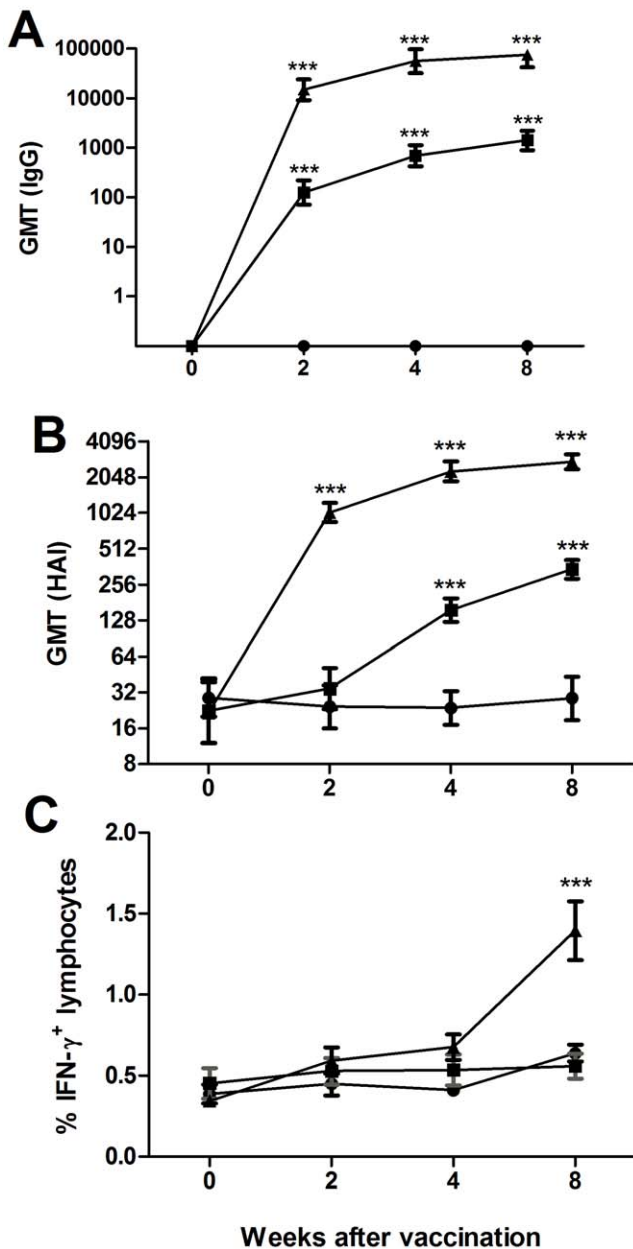 A
GMT (IgG)
100000
10000
1000
100
10
1
*** *** ***
*** *** ***
0 2 4 8
B
GMT (HAI)
4096
2048
1024
512
256
128
64
32
16
8
*** *** ***
*** ***
0 2 4 8
C
% IFN-γ+ lymphocytes
2.0
1.5
1.0
0.5
0.0
***
0 2 4 8
Weeks after vaccination